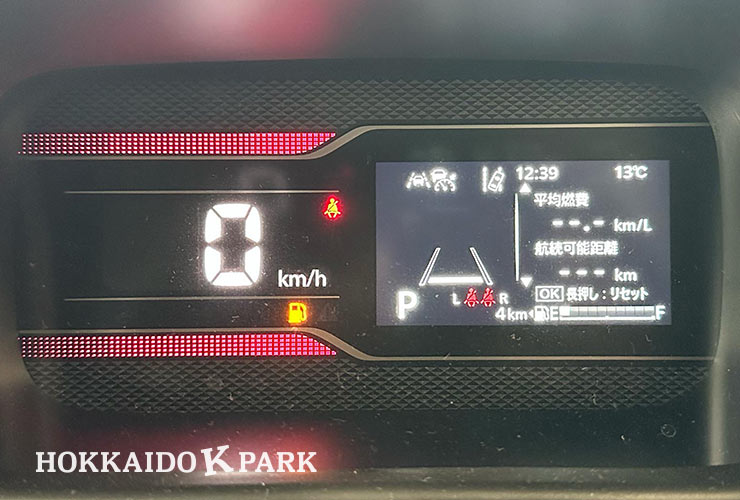 12:39
13℃
平均燃費
--.- km/L
航続可能距離
--- km
OK 長押し：リセット
0
km/h
P
L R
4km
E F
HOKKAIDO K PARK